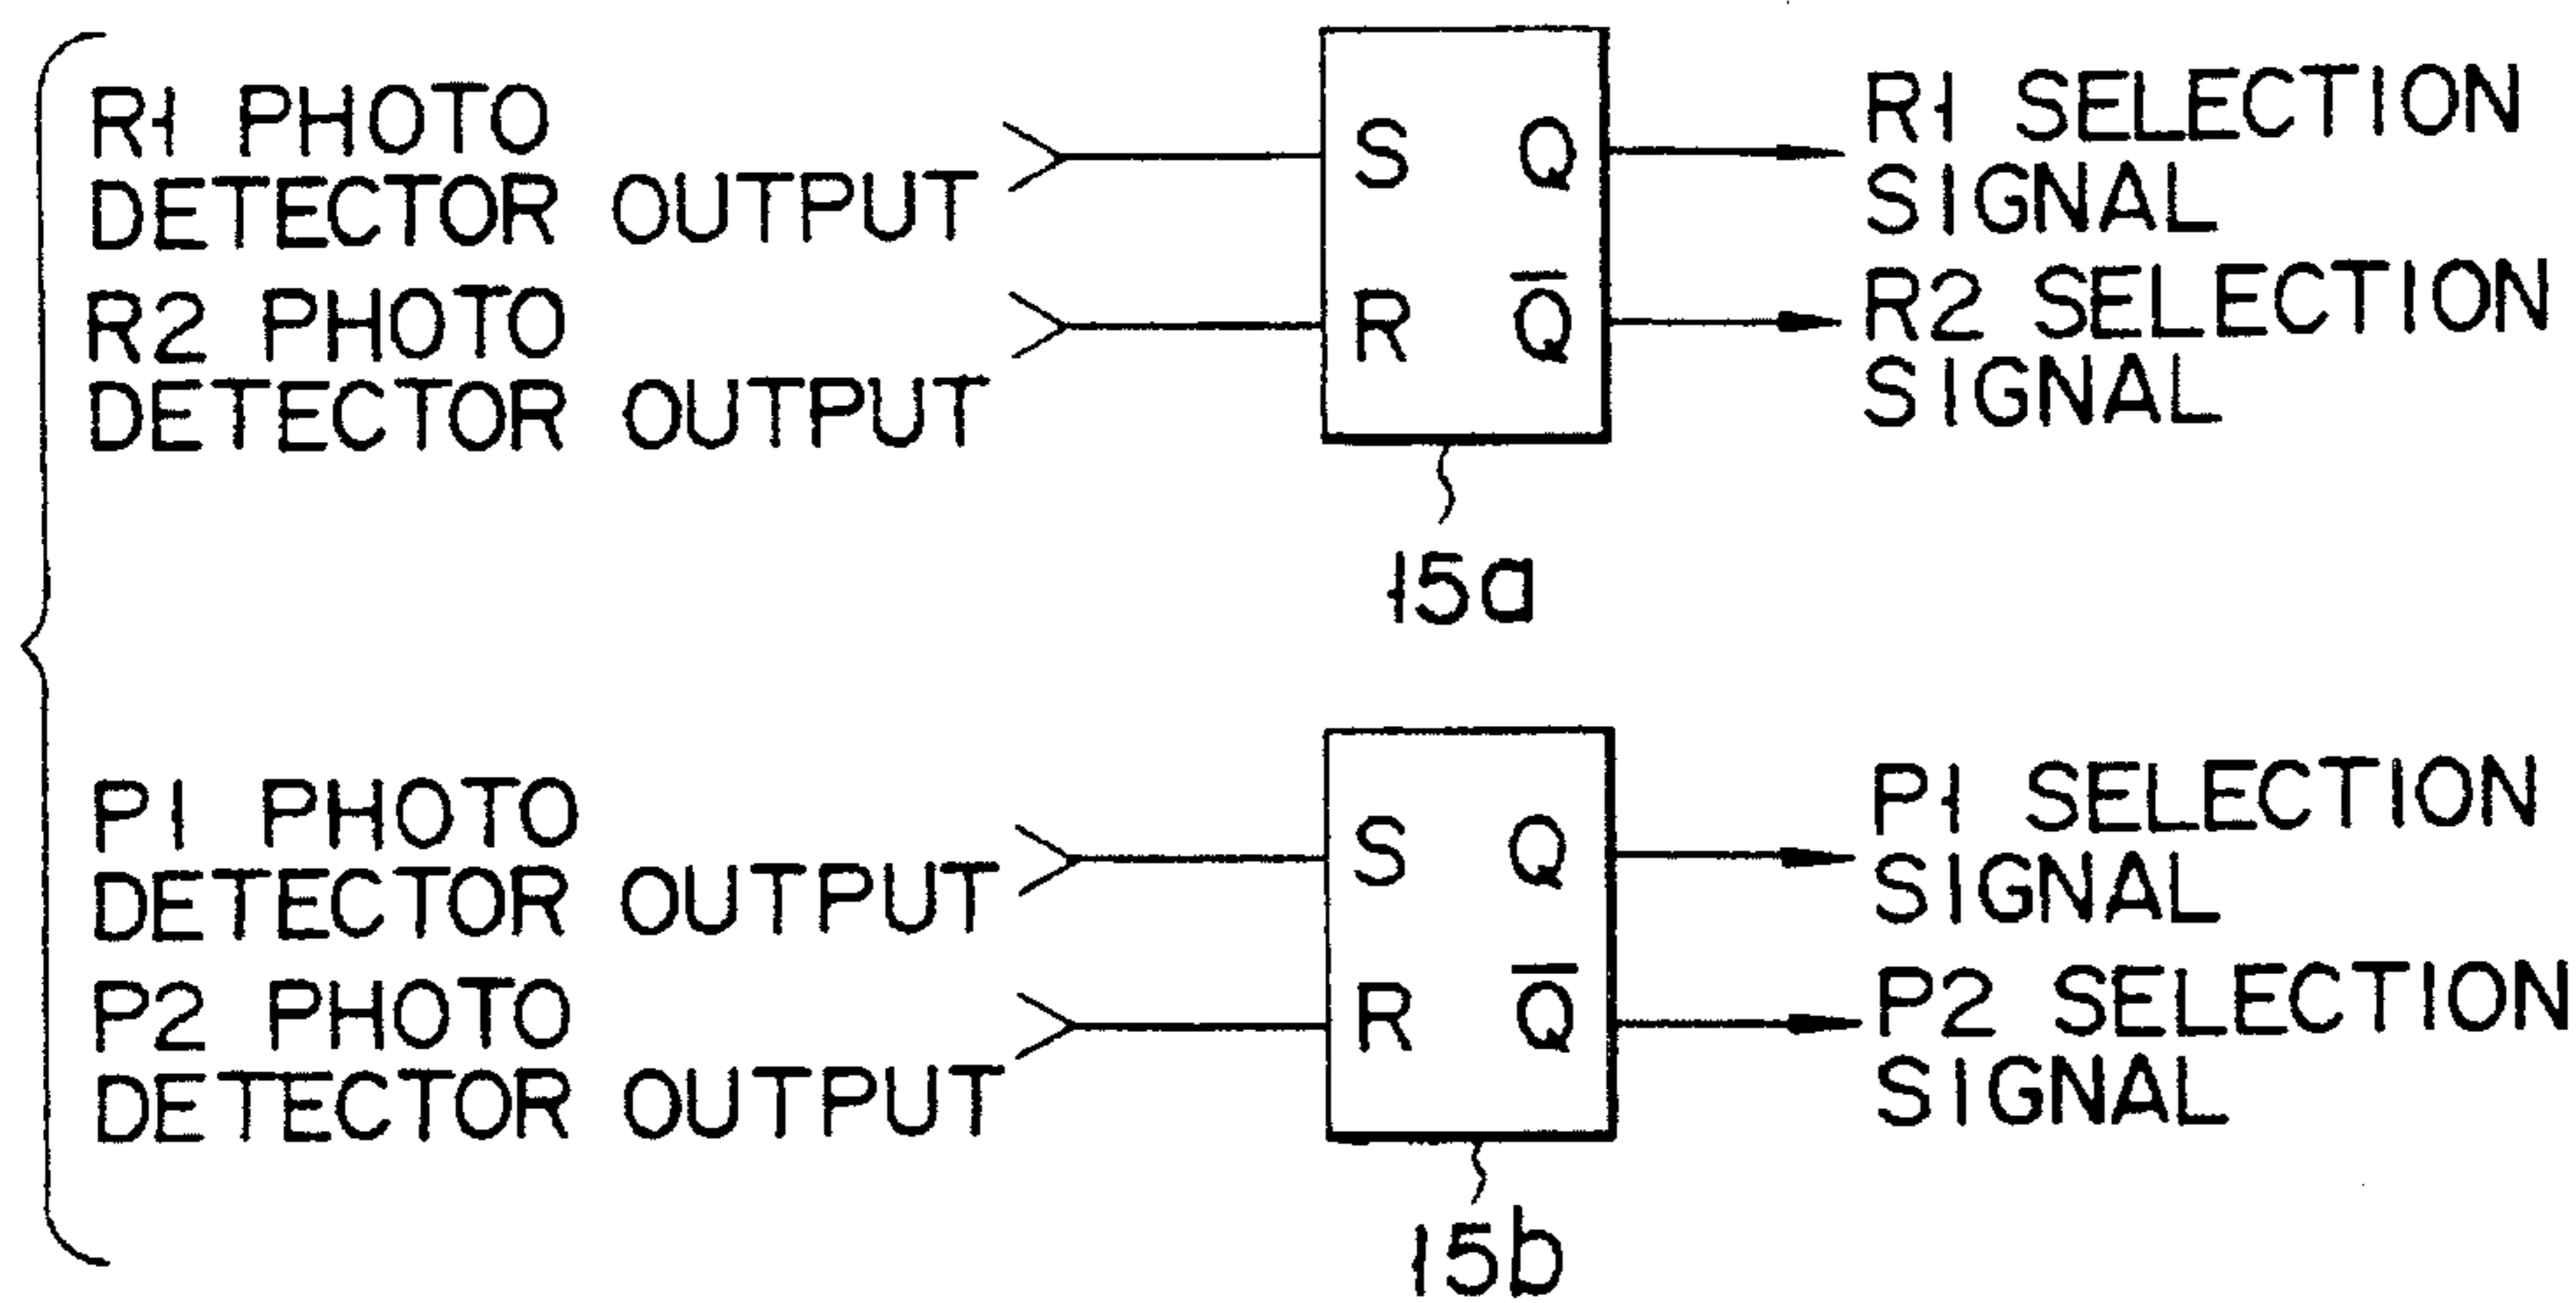 R1 PHOTO
DETECTOR OUTPUT
R2 PHOTO
DETECTOR OUTPUT
S Q
R Q̅
R1 SELECTION
SIGNAL
R2 SELECTION
SIGNAL
15a
P1 PHOTO
DETECTOR OUTPUT
P2 PHOTO
DETECTOR OUTPUT
S Q
R Q̅
P1 SELECTION
SIGNAL
P2 SELECTION
SIGNAL
15b